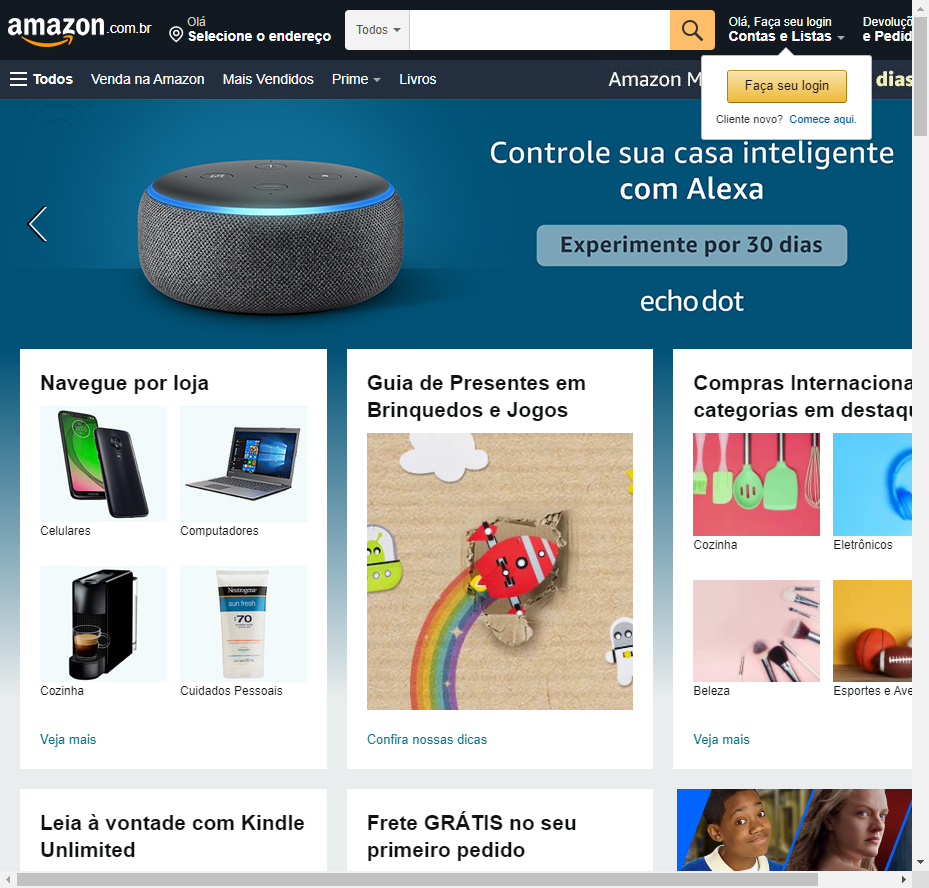 amazon.com.br
Olá
Selecione o endereço
Todos
Olá, Faça seu login
Contas e Listas
Devoluçõ
e Pedid
Todos
Venda na Amazon
Mais Vendidos
Prime
Livros
Amazon M
dias
Faça seu login
Cliente novo? Comece aqui.
Controle sua casa inteligente
com Alexa
Experimente por 30 dias
echo dot
Navegue por loja
Celulares
Computadores
Neutrogena
sun fresh
70
Cozinha
Cuidados Pessoais
Veja mais
Guia de Presentes em
Brinquedos e Jogos
Confira nossas dicas
Compras Internaciona
categorias em destaqu
Cozinha
Eletrônicos
Beleza
Esportes e Ave
Veja mais
Leia à vontade com Kindle
Unlimited
Frete GRÁTIS no seu
primeiro pedido